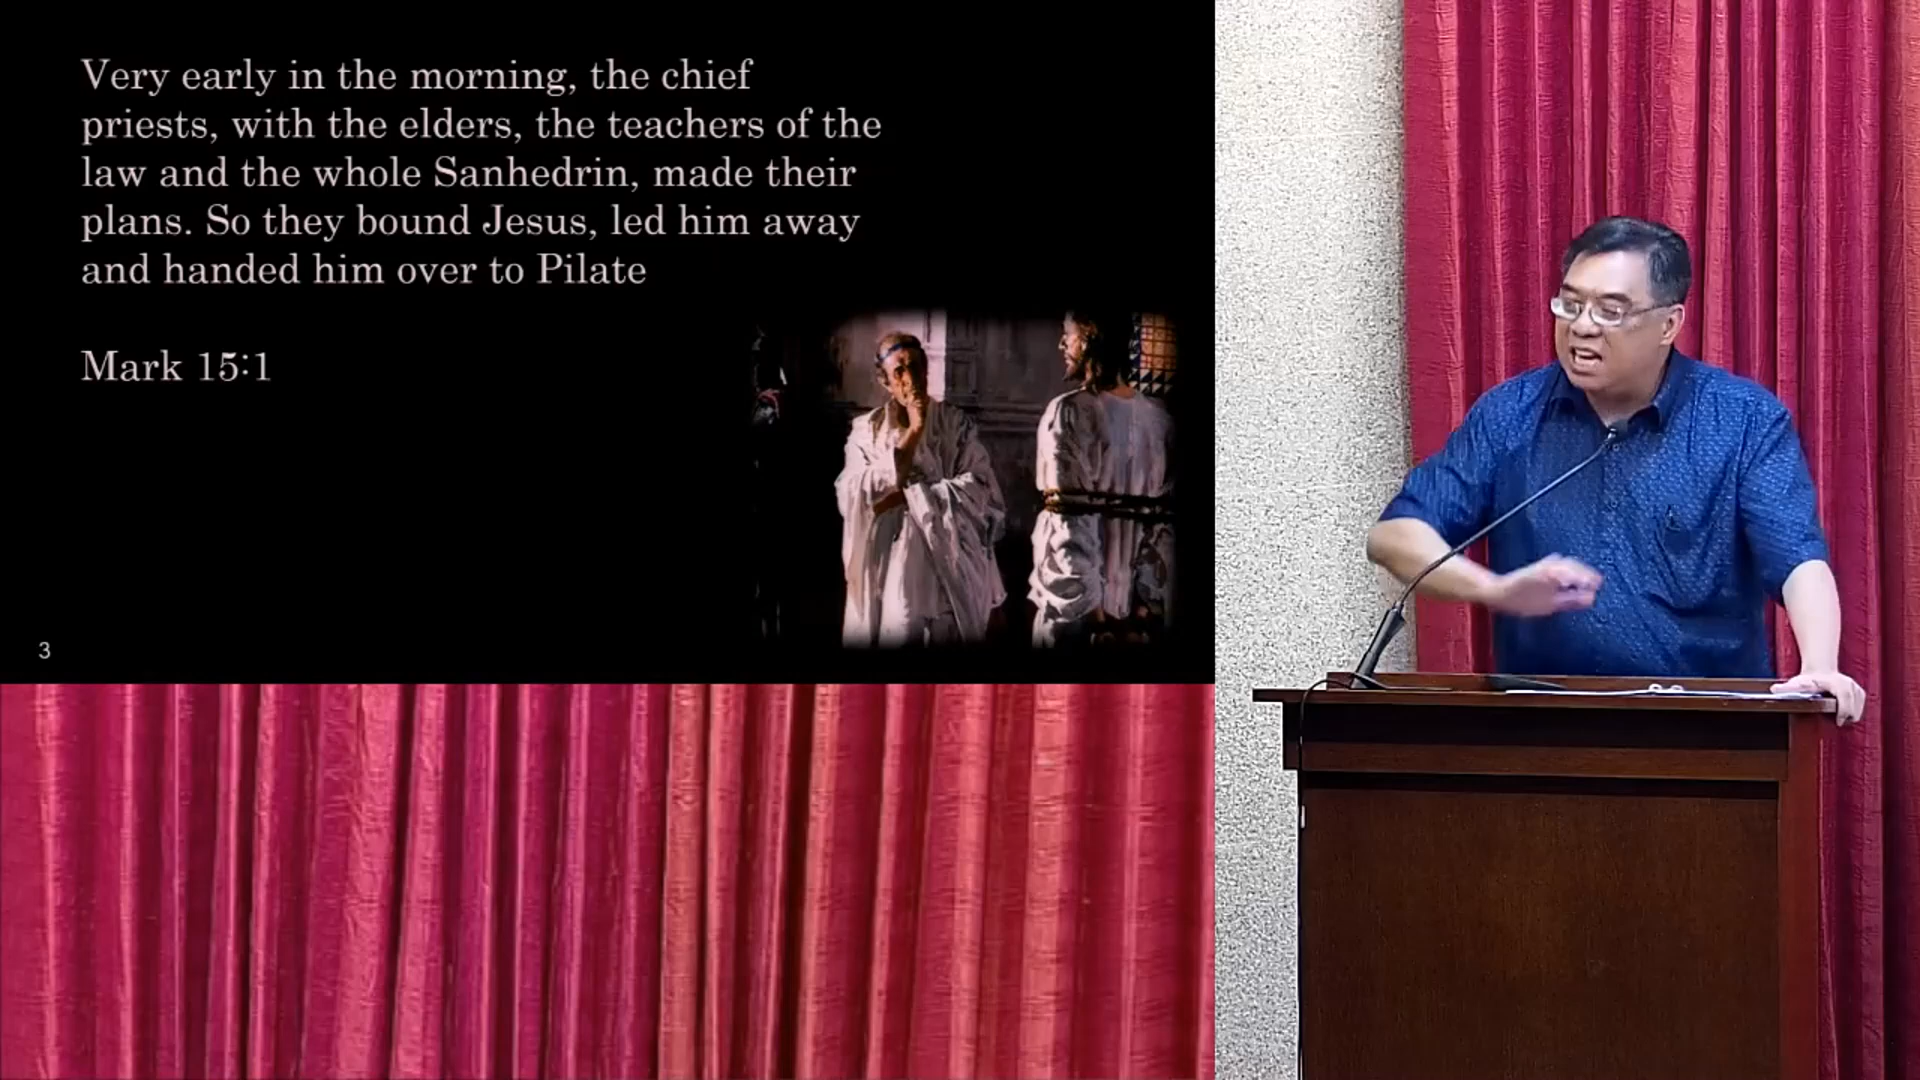 Very early in the morning, the chief
priests, with the elders, the teachers of the
law and the whole Sanhedrin, made their
plans. So they bound Jesus, led him away
and handed him over to Pilate
Mark 15:1
3